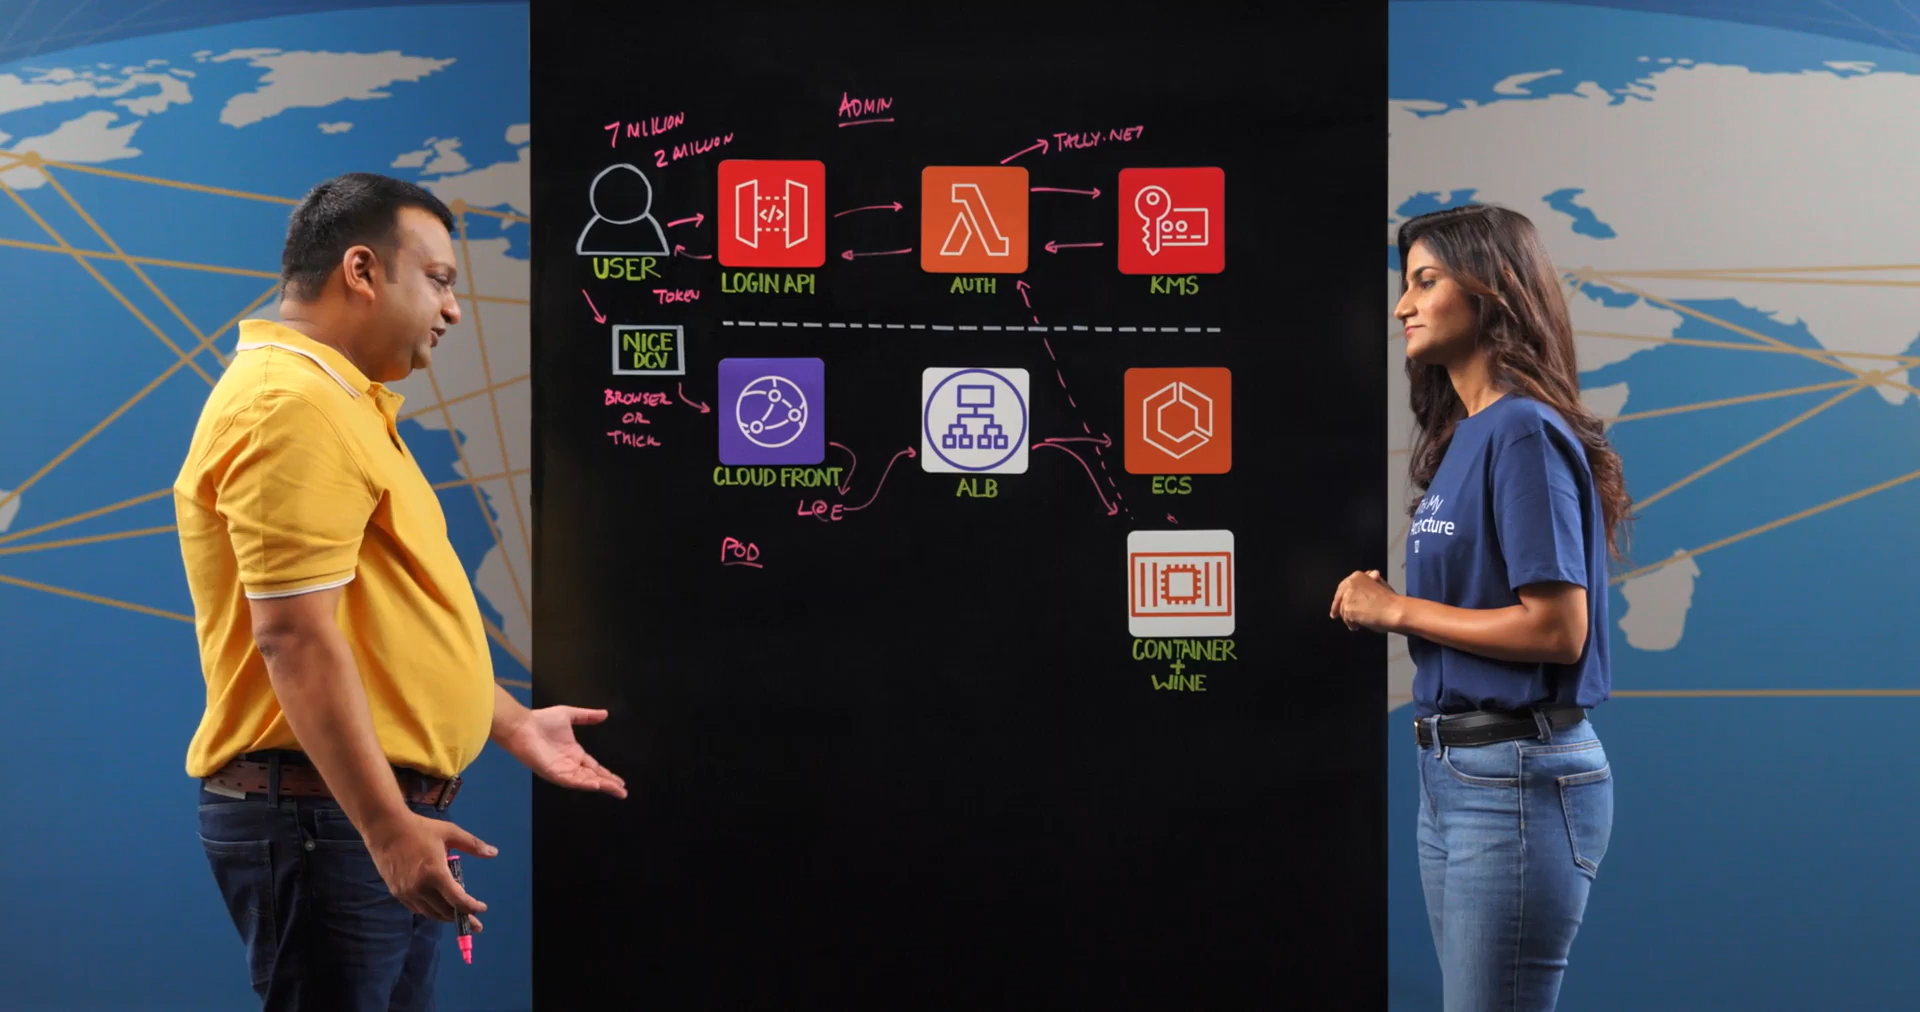 ADMIN
7 MILLION
2 MILLION
TALLY.NET
</>
USER
LOGIN API
AUTH
KMS
TOKEN
NICE
DCV
BROWSER
OR
THICK
CLOUD FRONT
ALB
ECS
L@E
POD
CONTAINER
+
WINE
My